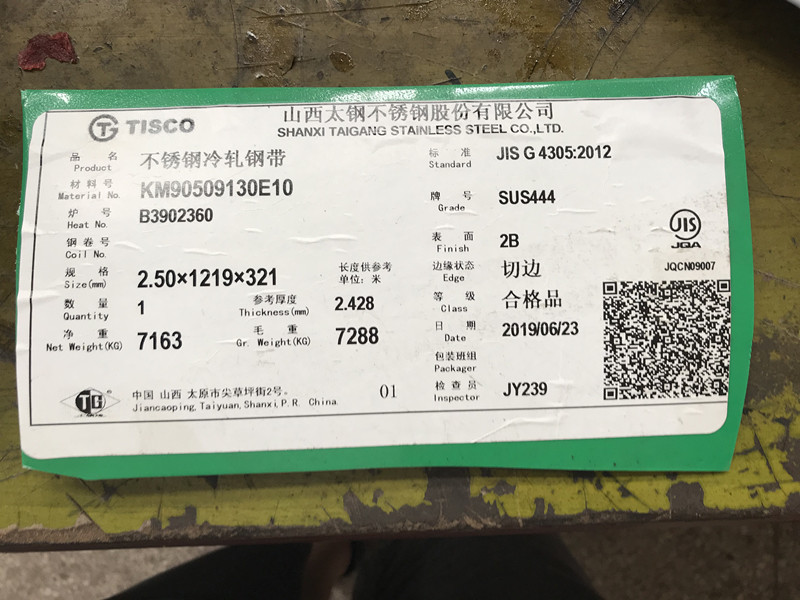 TISCO
山西太钢不锈钢股份有限公司
SHANXI TAIGANG STAINLESS STEEL CO.,LTD.
品 名 不锈钢冷轧钢带
Product
标 准 JIS G 4305:2012
Standard
材料号 KM90509130E10
Material No.
炉 号 B3902360
Heat No.
牌 号 SUS444
Grade
钢卷号
Coil No.
表 面 2B
Finish
JIS
JQA
JQCN09007
规 格 2.50×1219×321
Size(mm)
长度供参考
单位：米
边缘状态 切边
Edge
数 量 1
Quantity
参考厚度 2.428
Thickness(mm)
等 级 合格品
Class
净 重 7163
Net Weight(KG)
毛 重 7288
Gr. Weight(KG)
日 期 2019/06/23
Date
包装班组
Packager
检查员 JY239
Inspector
TG
中国 山西 太原市尖草坪街2号。
Jiancaoping, Taiyuan, Shanxi, P.R. China
01